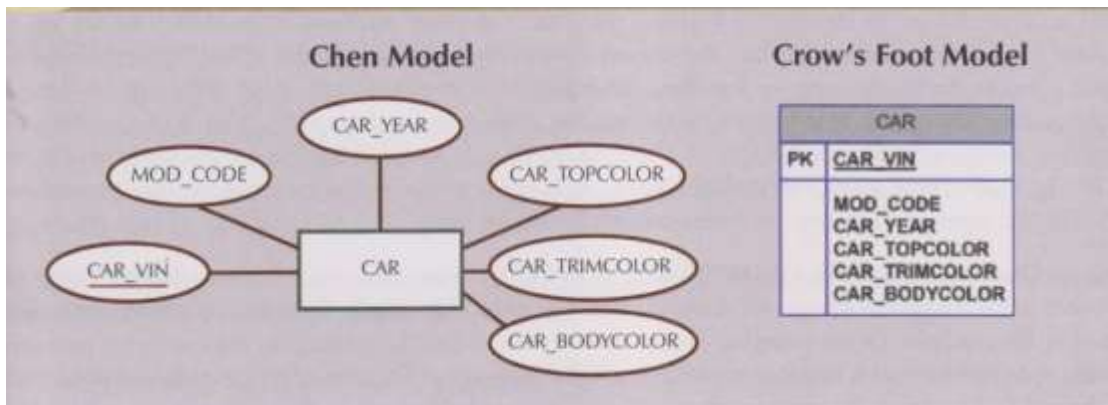 Chen Model
CAR_YEAR
MOD_CODE
CAR_TOPCOLOR
CAR_VIN
CAR
CAR_TRIMCOLOR
CAR_BODYCOLOR
Crow's Foot Model
CAR
PK CAR_VIN
MOD_CODE
CAR_YEAR
CAR_TOPCOLOR
CAR_TRIMCOLOR
CAR_BODYCOLOR